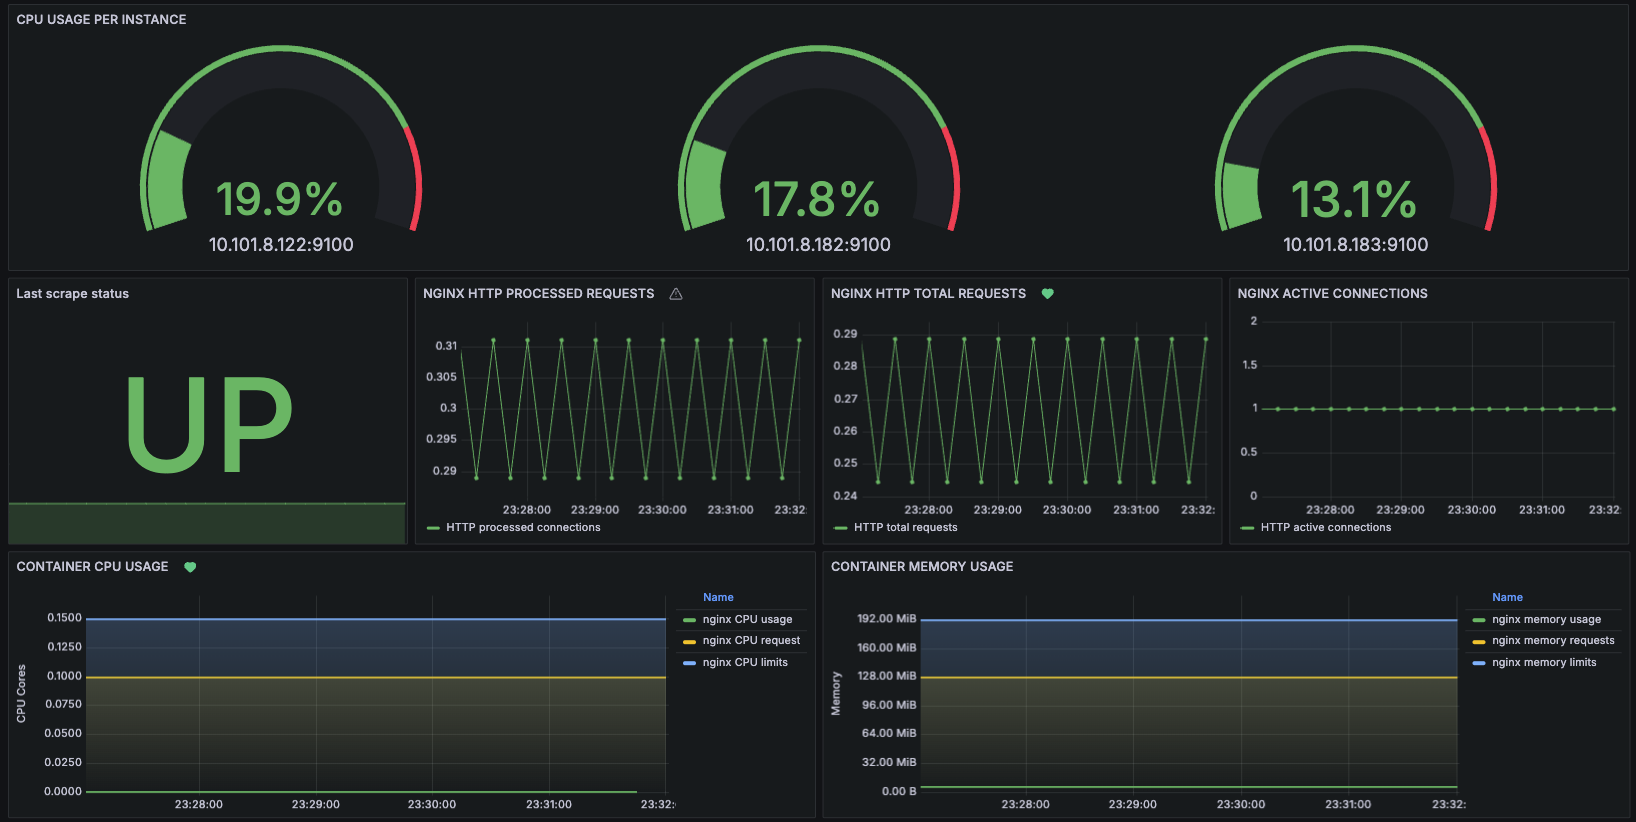 CPU USAGE PER INSTANCE
19.9%
10.101.8.122:9100
17.8%
10.101.8.182:9100
13.1%
10.101.8.183:9100
Last scrape status
UP
NGINX HTTP PROCESSED REQUESTS
0.31
0.305
0.3
0.295
0.29
23:28:00 23:29:00 23:30:00 23:31:00 23:32:
HTTP processed connections
NGINX HTTP TOTAL REQUESTS
0.29
0.28
0.27
0.26
0.25
0.24
23:28:00 23:29:00 23:30:00 23:31:00 23:32:
HTTP total requests
NGINX ACTIVE CONNECTIONS
2
1.5
1
0.5
0
23:28:00 23:29:00 23:30:00 23:31:00 23:32
HTTP active connections
CONTAINER CPU USAGE
CPU Cores
0.1500
0.1250
0.1000
0.0750
0.0500
0.0250
0.0000
23:28:00 23:29:00 23:30:00 23:31:00 23:32:
Name
nginx CPU usage
nginx CPU request
nginx CPU limits
CONTAINER MEMORY USAGE
Memory
192.00 MiB
160.00 MiB
128.00 MiB
96.00 MiB
64.00 MiB
32.00 MiB
0.00 B
23:28:00 23:29:00 23:30:00 23:31:00 23:32:
Name
nginx memory usage
nginx memory requests
nginx memory limits